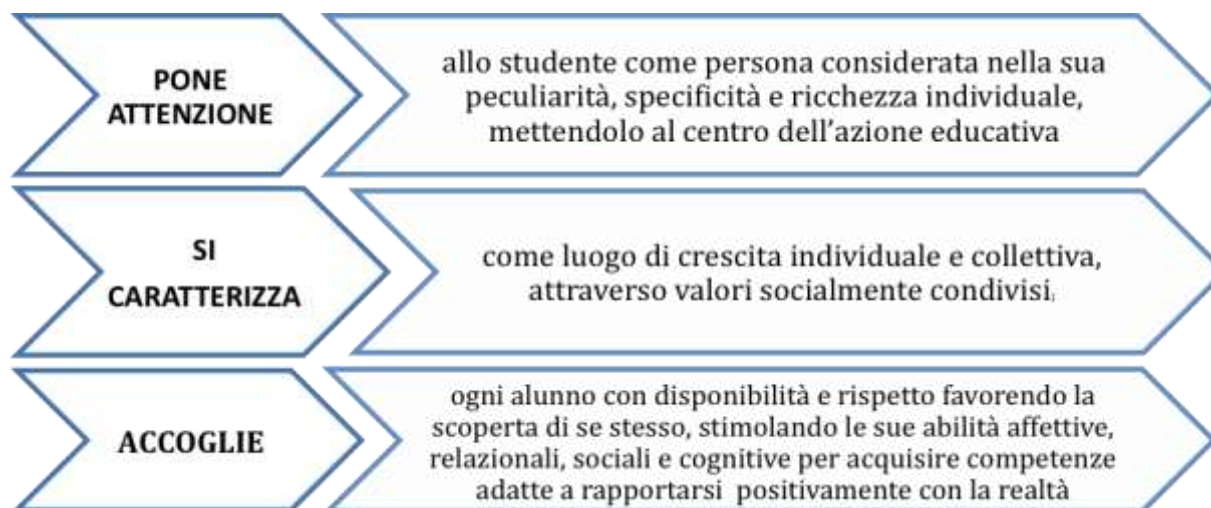 PONE
ATTENZIONE
allo studente come persona considerata nella sua
peculiarità, specificità e ricchezza individuale,
mettendolo al centro dell’azione educativa
SI
CARATTERIZZA
come luogo di crescita individuale e collettiva,
attraverso valori socialmente condivisi;
ACCOGLIE
ogni alunno con disponibilità e rispetto favorendo la
scoperta di se stesso, stimolando le sue abilità affettive,
relazionali, sociali e cognitive per acquisire competenze
adatte a rapportarsi positivamente con la realtà